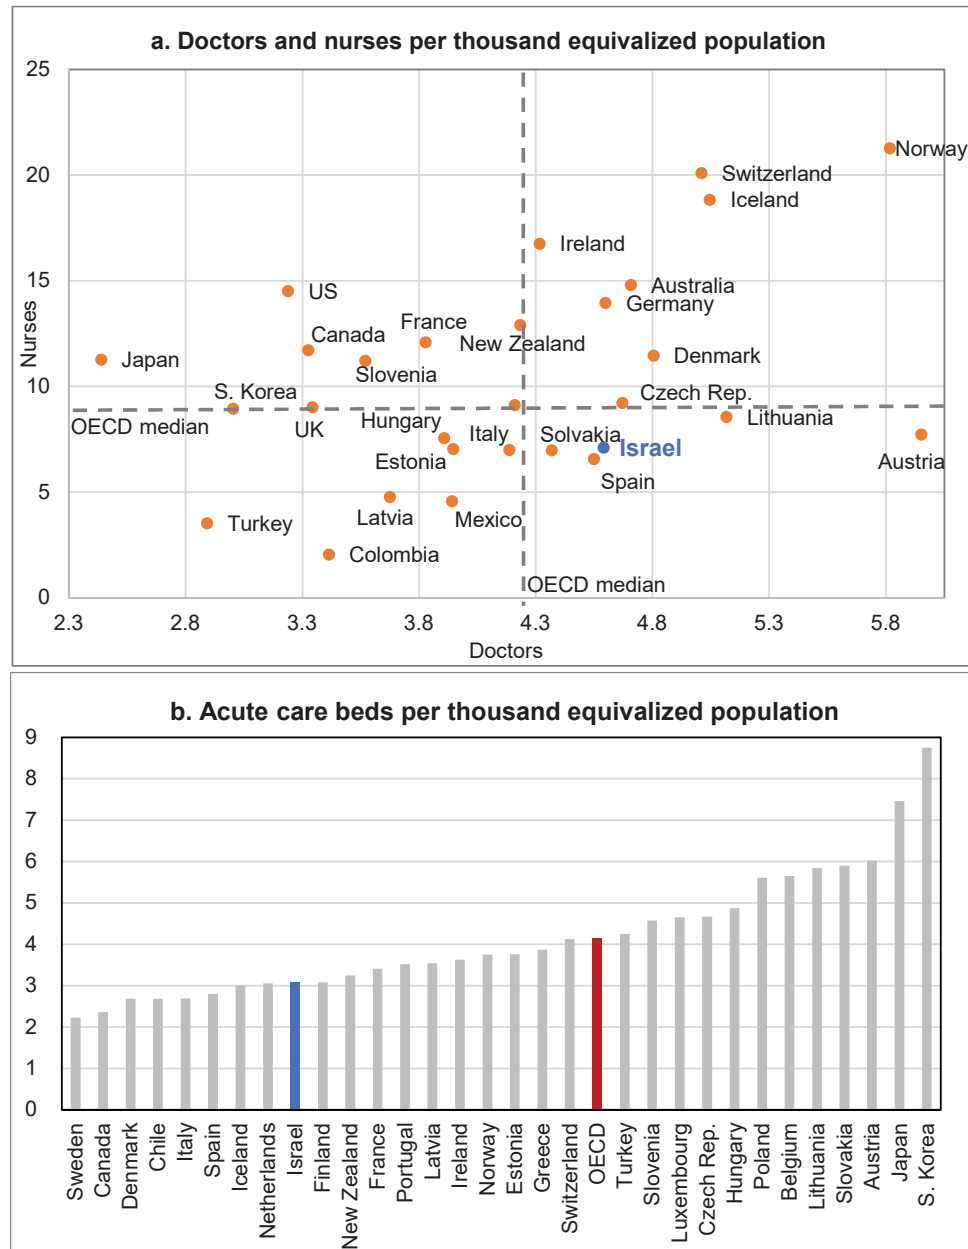 a. Doctors and nurses per thousand equivalized population
25
20
15
10
5
0
Nurses
Norway
Switzerland
Iceland
Ireland
US
Australia
Germany
France
Canada
New Zealand
Japan
Slovenia
Denmark
S. Korea
Czech Rep.
OECD median
UK
Hungary
Italy
Solvakia
Lithuania
Estonia
Israel
Austria
Spain
Latvia
Mexico
Turkey
Colombia
OECD median
2.3 2.8 3.3 3.8 4.3 4.8 5.3 5.8
Doctors
b. Acute care beds per thousand equivalized population
9
8
7
6
5
4
3
2
1
0
Sweden
Canada
Denmark
Chile
Italy
Spain
Iceland
Netherlands
Israel
Finland
New Zealand
France
Portugal
Latvia
Ireland
Norway
Estonia
Greece
Switzerland
OECD
Turkey
Slovenia
Luxembourg
Czech Rep.
Hungary
Poland
Belgium
Lithuania
Slovakia
Austria
Japan
S. Korea